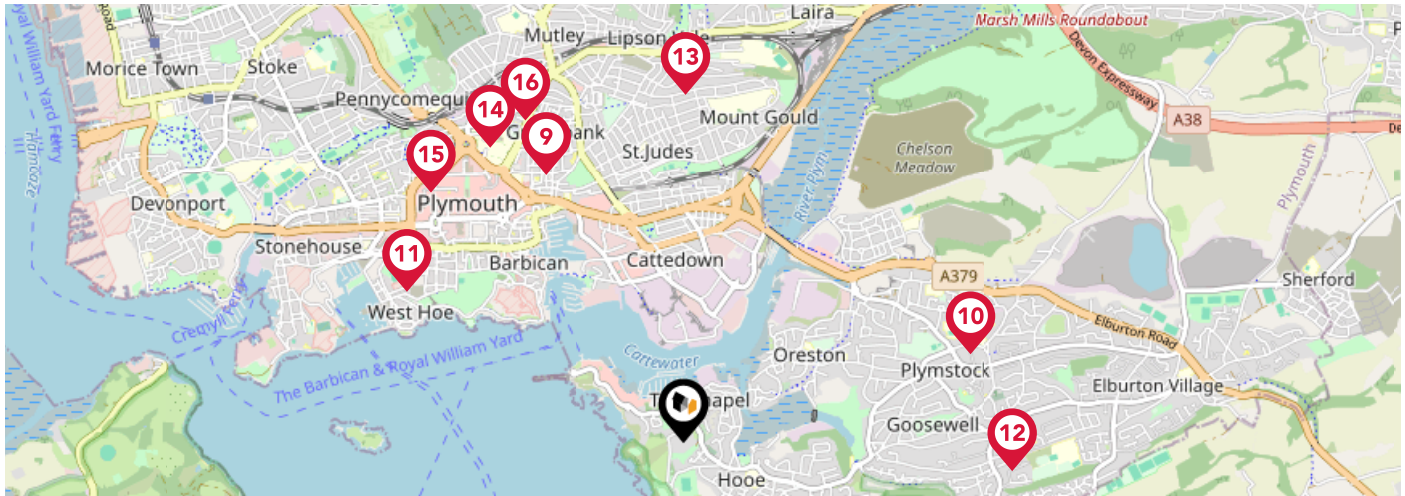 Royal William Yard Ferry
Road
Laira
Marsh Mills Roundabout
Mutley
Devon Expressway
13
Morice Town
Stoke
16
14
9
A38
Mount Gould
Hamoaze
Chelson
Meadow
St.Judes
15
Plymouth
River Plym
Devonport
Plymouth
Stonehouse
11
Barbican
Cattedown
A379
Sherford
West Hoe
Cremyll Ferry
10
Elburton Road
The Barbican & Royal William Yard
Cattewater
Oreston
Plymstock
Elburton Village
Goosewell
12
Hooe